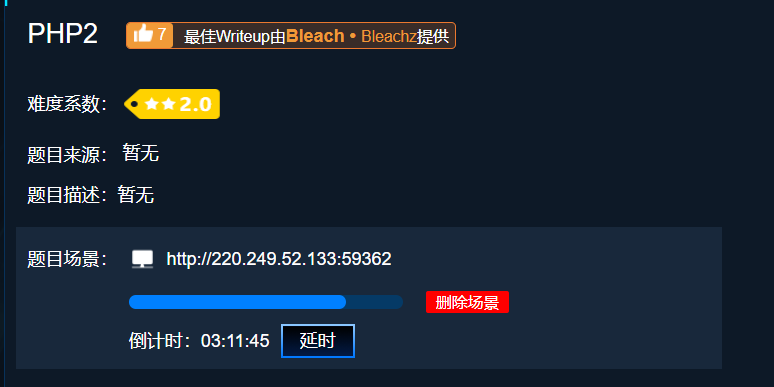 PHP2 7 最佳Writeup由Bleach • Bleachz提供
难度系数： 2.0
题目来源： 暂无
题目描述：暂无
题目场景： http://220.249.52.133:59362
删除场景
倒计时：03:11:45 延时